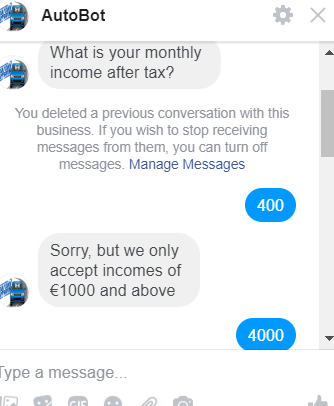 AutoBot
What is your monthly
income after tax?
You deleted a previous conversation with this
business. If you wish to stop receiving
messages from them, you can turn off
messages. Manage Messages
400
Sorry, but we only
accept incomes of
€1000 and above
4000
Type a message...
GIF